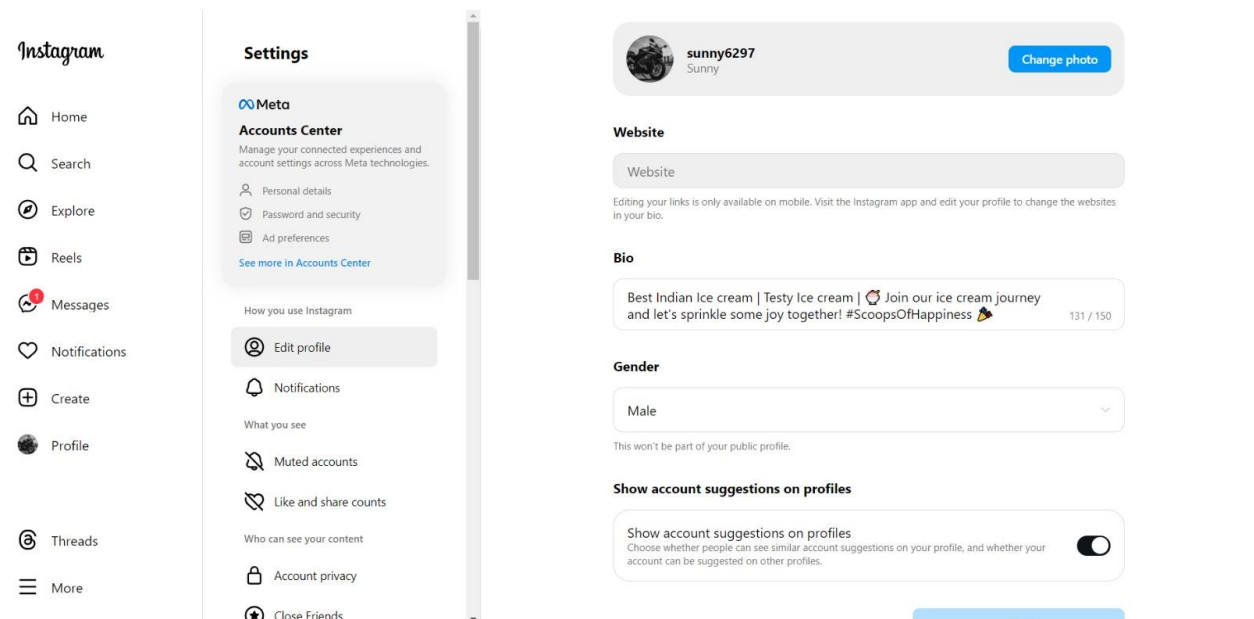 Instagram
Home
Search
Explore
Reels
1
Messages
Notifications
Create
Profile
Threads
More
Settings
Meta
Accounts Center
Manage your connected experiences and
account settings across Meta technologies.
Personal details
Password and security
Ad preferences
See more in Accounts Center
How you use Instagram
Edit profile
Notifications
What you see
Muted accounts
Like and share counts
Who can see your content
Account privacy
Close Friends
sunny6297
Sunny
Change photo
Website
Website
Editing your links is only available on mobile. Visit the Instagram app and edit your profile to change the websites
in your bio.
Bio
Best Indian Ice cream | Testy Ice cream | 🍧 Join our ice cream journey
and let's sprinkle some joy together! #ScoopsOfHappiness 🎉
131 / 150
Gender
Male
This won't be part of your public profile.
Show account suggestions on profiles
Show account suggestions on profiles
Choose whether people can see similar account suggestions on your profile, and whether your
account can be suggested on other profiles.